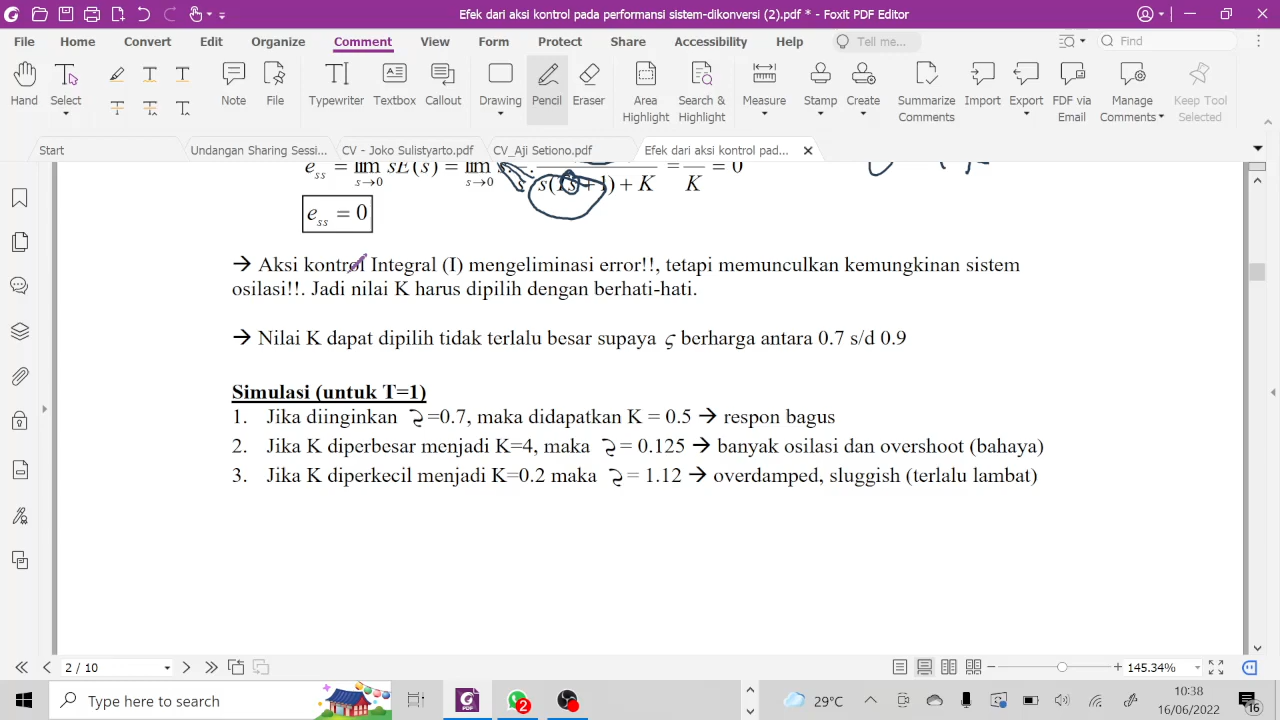 Efek dari aksi kontrol pada performansi sistem-dikonversi (2).pdf * - Foxit PDF Editor
File Home Convert Edit Organize Comment View Form Protect Share Accessibility Help Tell me... Find
Hand Select Note File Typewriter Textbox Callout Drawing Pencil Eraser Area Highlight Search & Highlight Measure Stamp Create Summarize Comments Import Export FDF via Email Manage Comments Keep Tool Selected
Start Undangan Sharing Sessi... CV - Joko Sulistyarto.pdf CV_Aji Setiono.pdf Efek dari aksi kontrol pad...
e_ss = lim s→0 sE(s) = lim s→0 s(Ts+1) + K = K = 0
e_ss = 0
→ Aksi kontrol Integral (I) mengeliminasi error!!, tetapi memunculkan kemungkinan sistem
osilasi!!. Jadi nilai K harus dipilih dengan berhati-hati.
→ Nilai K dapat dipilih tidak terlalu besar supaya ς berharga antara 0.7 s/d 0.9
Simulasi (untuk T=1)
1. Jika diinginkan =0.7, maka didapatkan K = 0.5 → respon bagus
2. Jika K diperbesar menjadi K=4, maka = 0.125 → banyak osilasi dan overshoot (bahaya)
3. Jika K diperkecil menjadi K=0.2 maka = 1.12 → overdamped, sluggish (terlalu lambat)
2 / 10 145.34%
Type here to search 2 29°C 10:38
16/06/2022 16